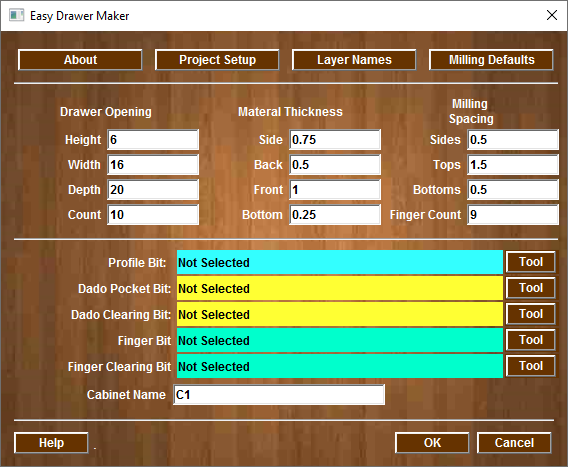 Easy Drawer Maker
About Project Setup Layer Names Milling Defaults
Drawer Opening Materal Thickness Milling
Spacing
Height 6 Side 0.75 Sides 0.5
Width 16 Back 0.5 Tops 1.5
Depth 20 Front 1 Bottoms 0.5
Count 10 Bottom 0.25 Finger Count 9
Profile Bit: Not Selected Tool
Dado Pocket Bit: Not Selected Tool
Dado Clearing Bit: Not Selected Tool
Finger Bit Not Selected Tool
Finger Clearing Bit Not Selected Tool
Cabinet Name C1
Help . OK Cancel